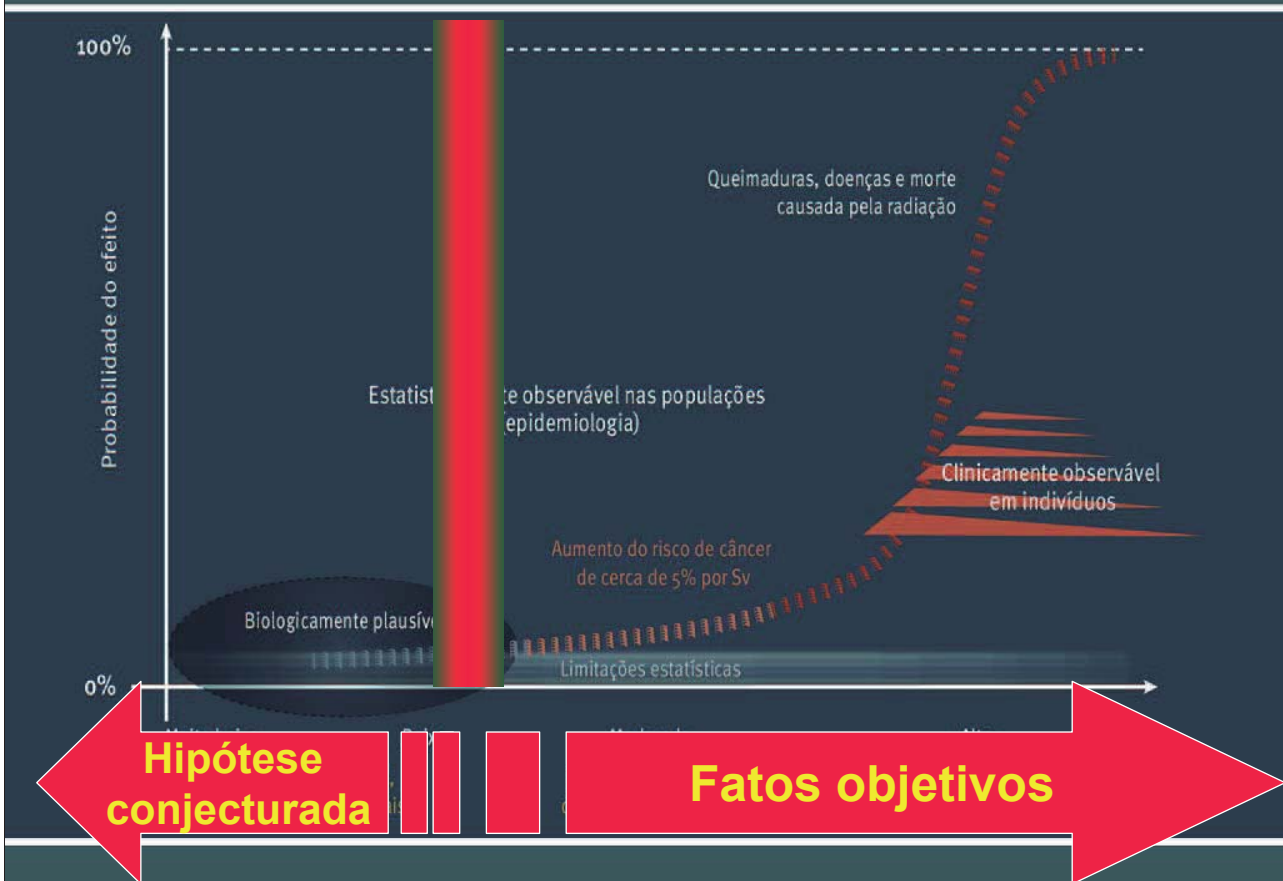 100%
Probabilidade do efeito
Queimaduras, doenças e morte
causada pela radiação
Estatist te observável nas populações
(epidemiologia)
Clinicamente observável
em indivíduos
Aumento do risco de câncer
de cerca de 5% por Sv
Biologicamente plausív
Limitações estatísticas
0%
Hipótese
conjecturada
Fatos objetivos